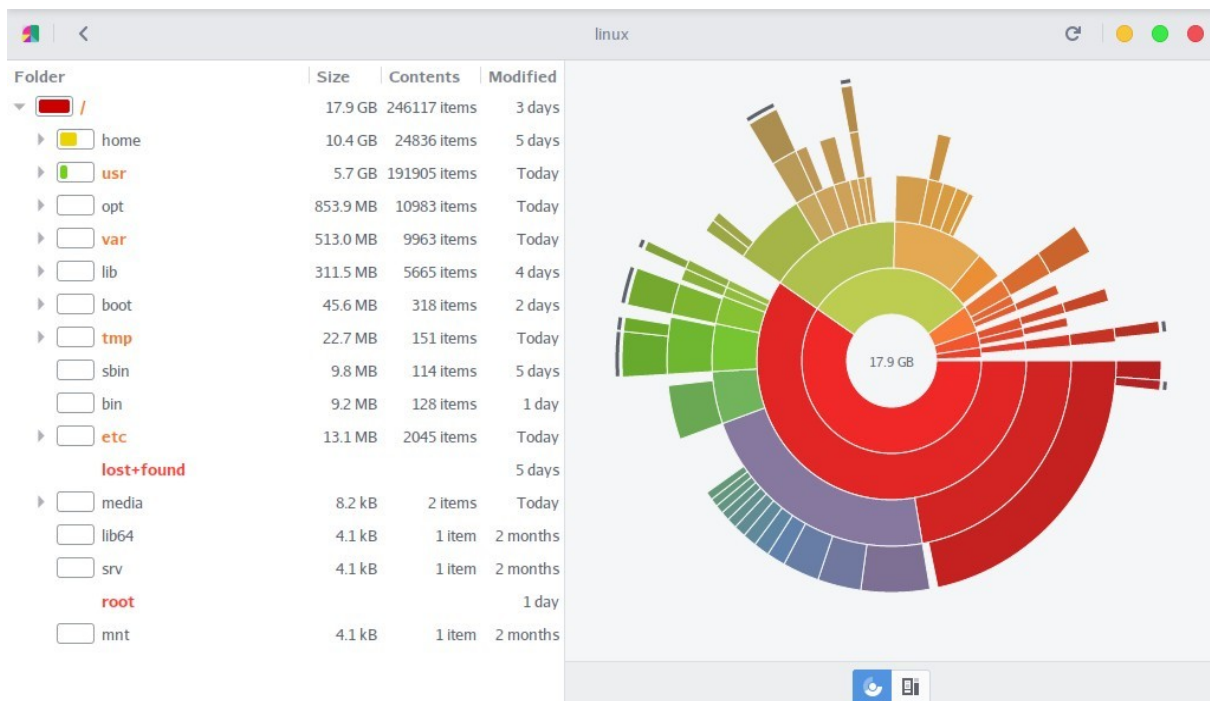 linux
Folder Size Contents Modified
/ 17.9 GB 246117 items 3 days
home 10.4 GB 24836 items 5 days
usr 5.7 GB 191905 items Today
opt 853.9 MB 10983 items Today
var 513.0 MB 9963 items Today
lib 311.5 MB 5665 items 4 days
boot 45.6 MB 318 items 2 days
tmp 22.7 MB 151 items Today
sbin 9.8 MB 114 items 5 days
bin 9.2 MB 128 items 1 day
etc 13.1 MB 2045 items Today
lost+found 5 days
media 8.2 kB 2 items Today
lib64 4.1 kB 1 item 2 months
srv 4.1 kB 1 item 2 months
root 1 day
mnt 4.1 kB 1 item 2 months
17.9 GB